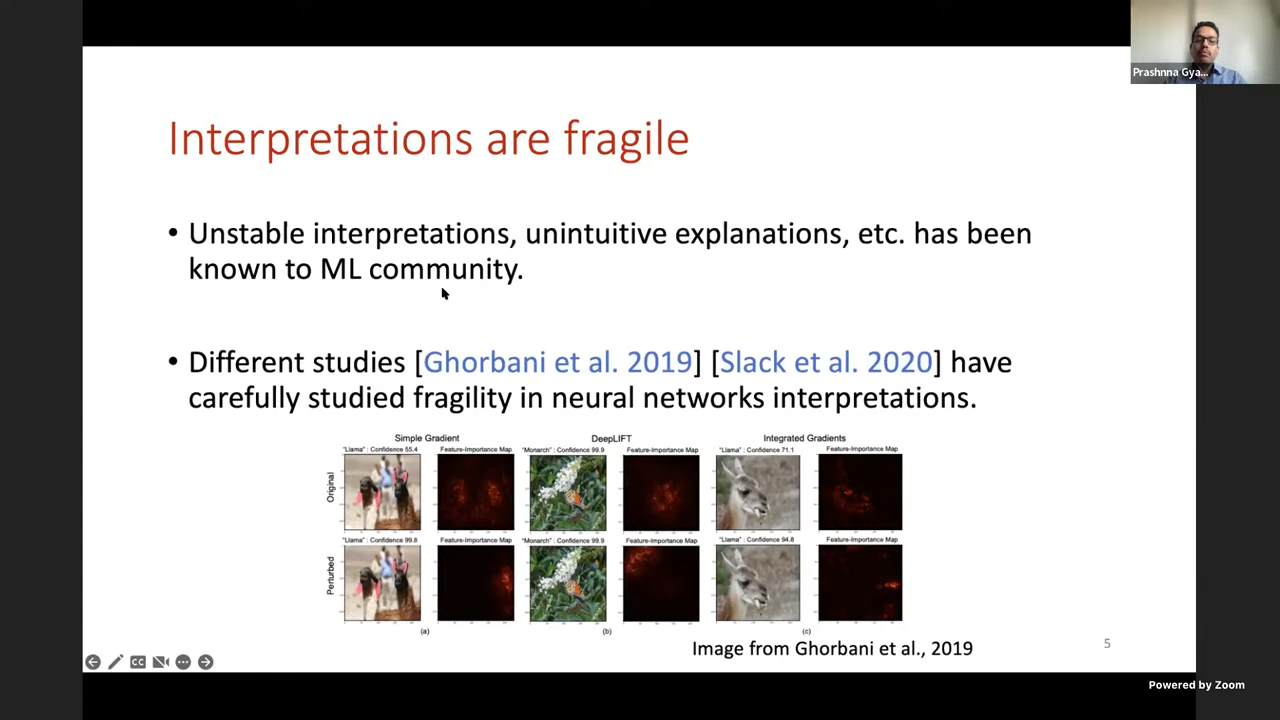 Prashnna Gya...
Interpretations are fragile
• Unstable interpretations, unintuitive explanations, etc. has been
known to ML community.
• Different studies [Ghorbani et al. 2019] [Slack et al. 2020] have
carefully studied fragility in neural networks interpretations.
Simple Gradient DeepLIFT Integrated Gradients
"Llama" : Confidence 55.4 Feature-Importance Map "Monarch" : Confidence 99.9 Feature-Importance Map "Llama" : Confidence 71.1 Feature-Importance Map
Original
"Llama" : Confidence 99.8 Feature-Importance Map "Monarch" : Confidence 99.9 Feature-Importance Map "Llama" : Confidence 94.8 Feature-Importance Map
Perturbed
(a) (b) (c)
Image from Ghorbani et al., 2019
5
CC
Powered by Zoom